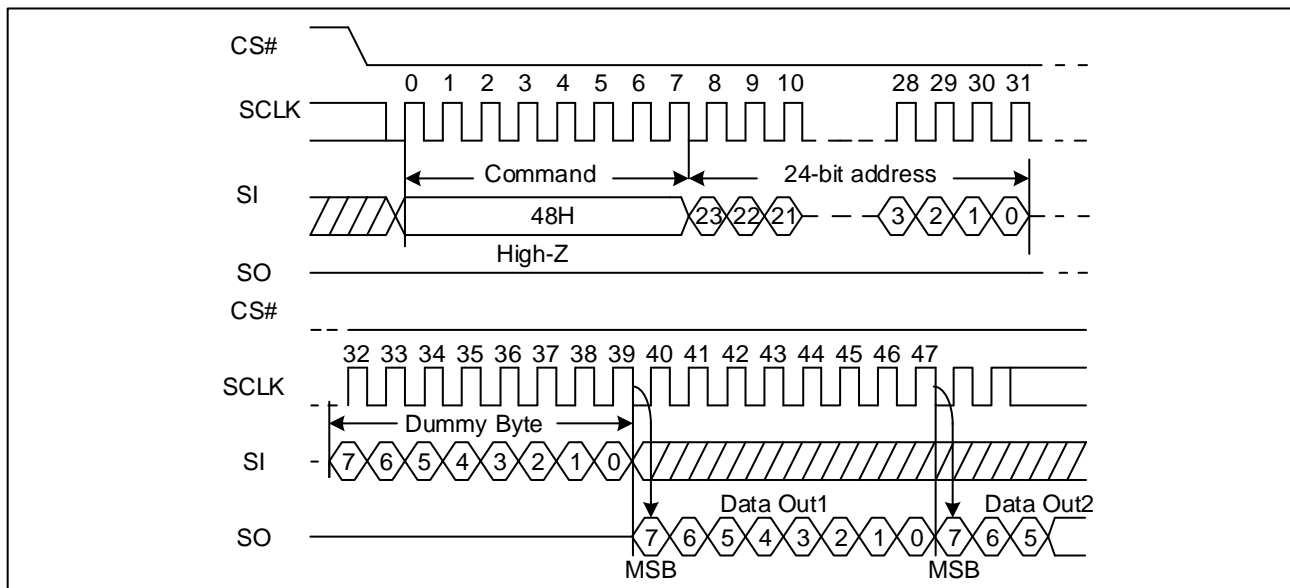 CS#
0 1 2 3 4 5 6 7 8 9 10 28 29 30 31
SCLK
Command 24-bit address
SI
48H 23 22 21 3 2 1 0
High-Z
SO
CS#
32 33 34 35 36 37 38 39 40 41 42 43 44 45 46 47
SCLK
Dummy Byte
SI 7 6 5 4 3 2 1 0
Data Out1 Data Out2
SO 7 6 5 4 3 2 1 0 7 6 5
MSB MSB